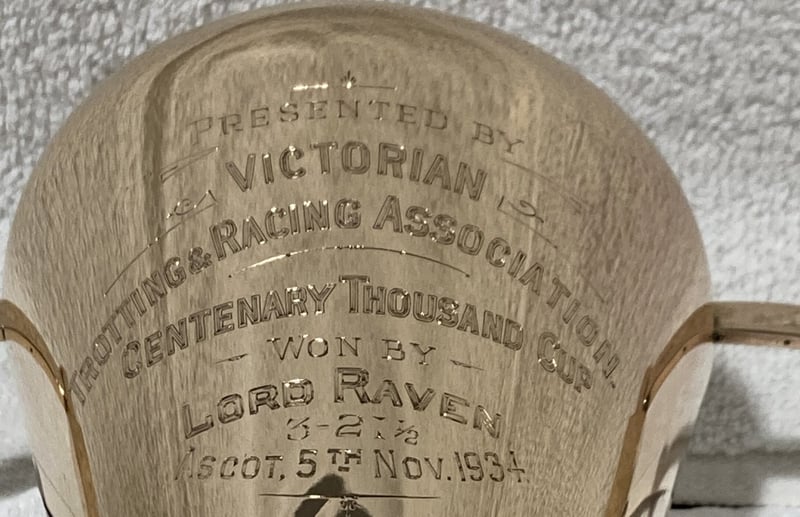 PRESENTED BY
VICTORIAN
TROTTING & RACING ASSOCIATION.
CENTENARY THOUSAND CUP
WON BY
LORD RAVEN
3-27½
ASCOT, 5TH NOV. 1934.